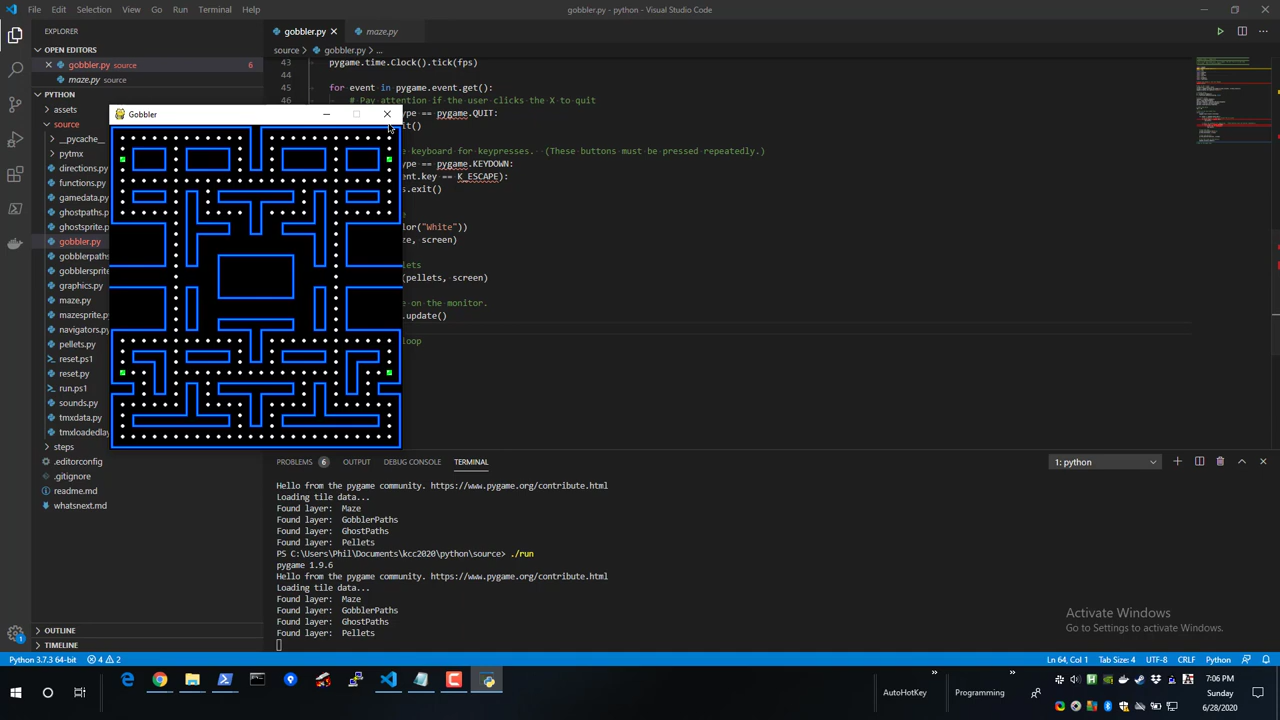 File Edit Selection View Go Run Terminal Help
gobbler.py - python - Visual Studio Code
EXPLORER
gobbler.py
maze.py
OPEN EDITORS
source > gobbler.py > ...
gobbler.py source 6
maze.py source
PYTHON
assets
source
__pycache__
pytmx
directions.py
functions.py
gamedata.py
ghostpaths.
ghostsprite.
gobbler.py
gobblerpaths
gobblersprite
graphics.py
maze.py
mazesprite.
navigators.py
pellets.py
reset.ps1
reset.py
run.ps1
sounds.py
tmxdata.py
tmxloadedlay
steps
.editorconfig
.gitignore
readme.md
whatsnext.md
OUTLINE
TIMELINE
43 pygame.time.Clock().tick(fps)
44
45 for event in pygame.event.get():
46 # Pay attention if the user clicks the X to quit
ype == pygame.QUIT:
it()
e keyboard for keypresses. (These buttons must be pressed repeatedly.)
ype == pygame.KEYDOWN:
ent.key == K_ESCAPE):
s.exit()
e
lor("White"))
ze, screen)
lets
(pellets, screen)
e on the monitor.
.update()
loop
Gobbler
PROBLEMS 6 OUTPUT DEBUG CONSOLE TERMINAL
1: python
Hello from the pygame community. https://www.pygame.org/contribute.html
Loading tile data...
Found layer: Maze
Found layer: GobblerPaths
Found layer: GhostPaths
Found layer: Pellets
PS C:\Users\Phil\Documents\kcc2020\python\source> ./run
pygame 1.9.6
Hello from the pygame community. https://www.pygame.org/contribute.html
Loading tile data...
Found layer: Maze
Found layer: GobblerPaths
Found layer: GhostPaths
Found layer: Pellets
Activate Windows
Go to Settings to activate Windows.
Python 3.7.3 64-bit 4 2
Ln 64, Col 1 Tab Size: 4 UTF-8 CRLF Python
AutoHotKey
Programming
7:06 PM
Sunday
6/28/2020